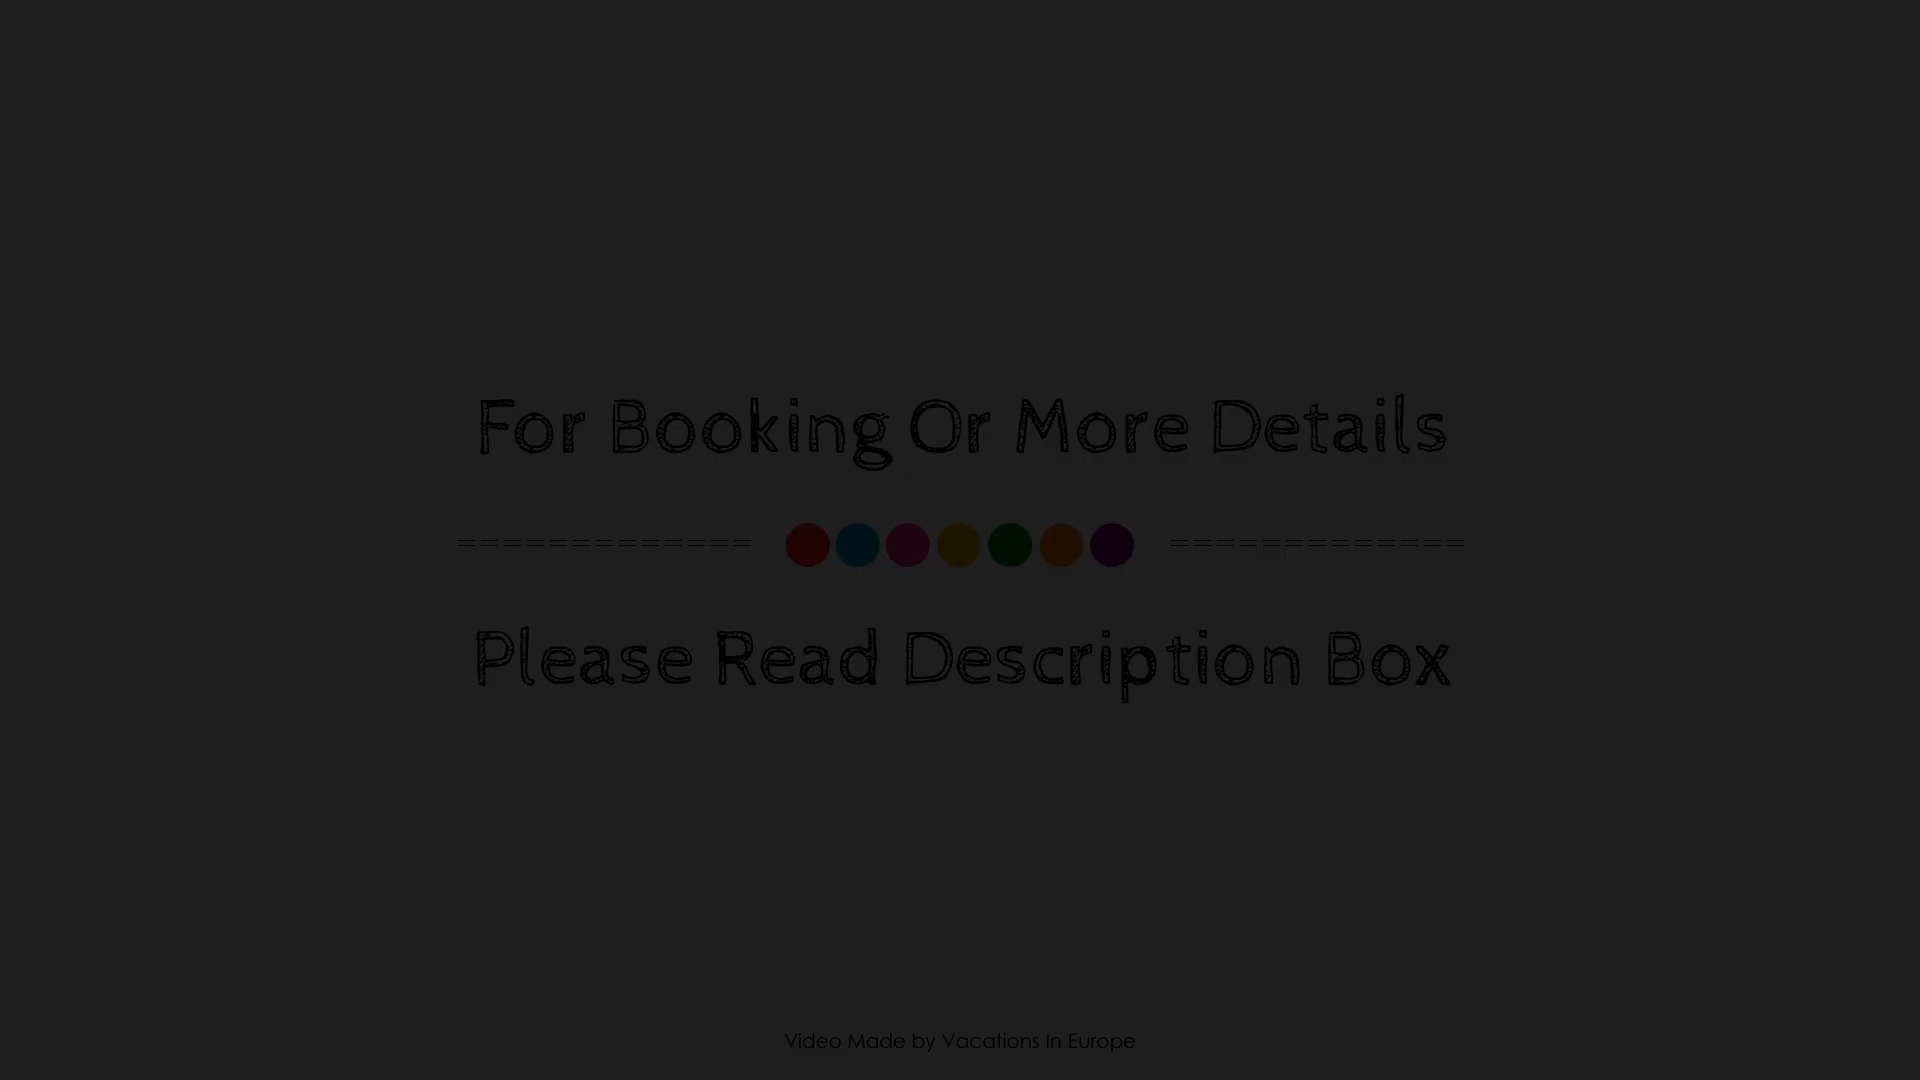 For Booking Or More Details
============= =============
Please Read Description Box
Video Made by Vacations In Europe